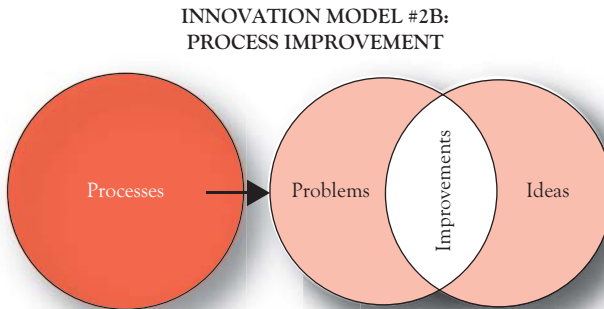 INNOVATION MODEL #2B:
PROCESS IMPROVEMENT
Processes
Problems
Improvements
Ideas